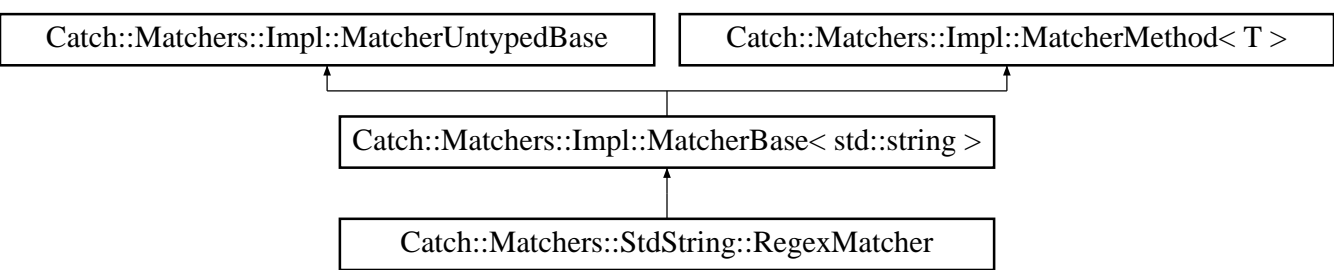 Catch::Matchers::Impl::MatcherUntypedBase
Catch::Matchers::Impl::MatcherMethod< T >
Catch::Matchers::Impl::MatcherBase< std::string >
Catch::Matchers::StdString::RegexMatcher